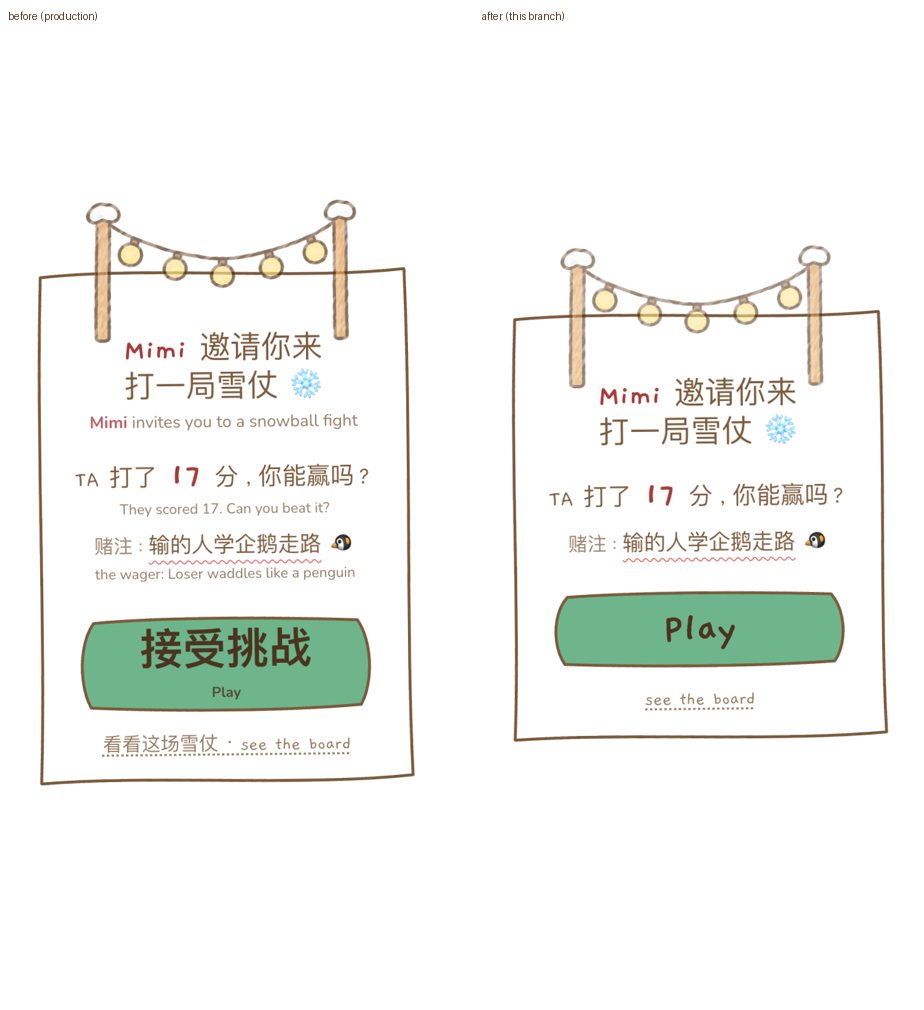 before (production)
Mimi 邀请你来
打一局雪仗
Mimi invites you to a snowball fight
TA 打了 17 分，你能赢吗？
They scored 17. Can you beat it?
赌注：输的人学企鹅走路
the wager: Loser waddles like a penguin
接受挑战
Play
看看这场雪仗 · see the board
after (this branch)
Mimi 邀请你来
打一局雪仗
TA 打了 17 分，你能赢吗？
赌注：输的人学企鹅走路
Play
see the board